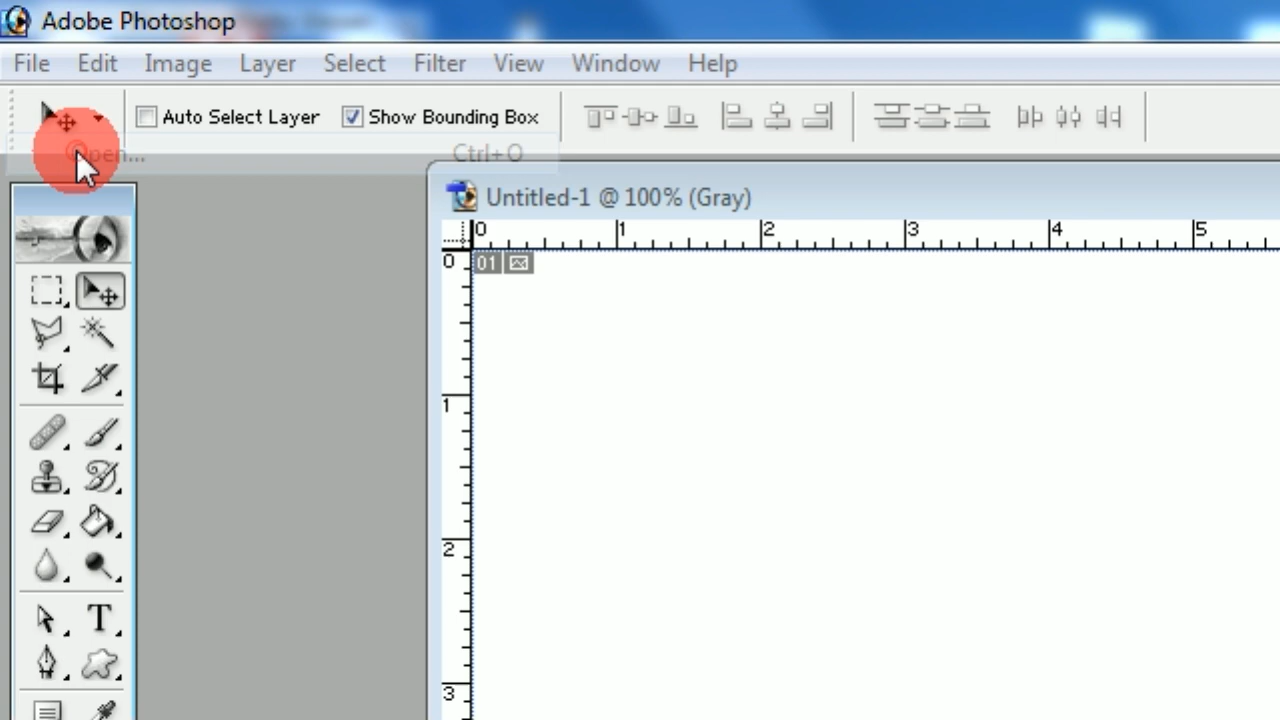 Adobe Photoshop
File Edit Image Layer Select Filter View Window Help
Auto Select Layer Show Bounding Box
Open... Ctrl+O
Untitled-1 @ 100% (Gray)
0 1 2 3 4 5
0
01
1
2
T
3